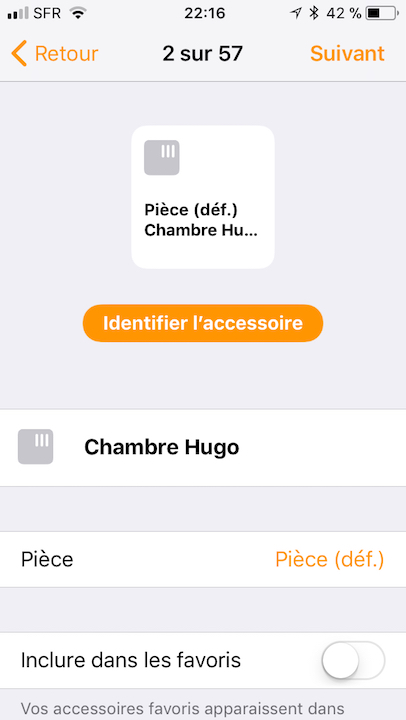 SFR 22:16 42 %
Retour 2 sur 57 Suivant
Pièce (déf.)
Chambre Hu...
Identifier l’accessoire
Chambre Hugo
Pièce Pièce (déf.)
Inclure dans les favoris
Vos accessoires favoris apparaissent dans